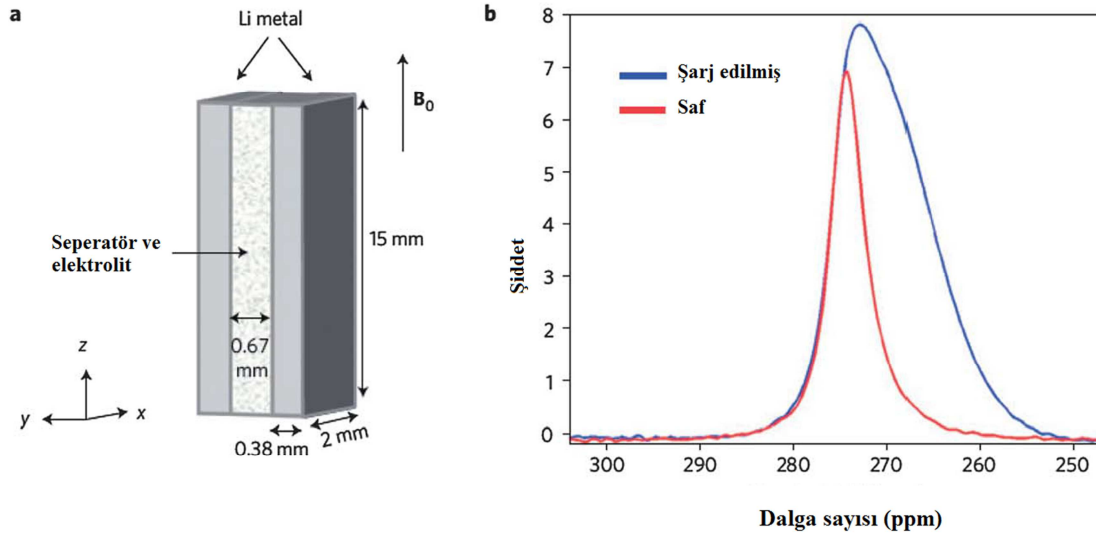 a
Li metal
B0
Seperatör ve
elektrolit
15 mm
0.67
mm
z
y
x
0.38 mm
2 mm
b
8
7
6
5
4
3
2
1
0
Şiddet
Şarj edilmiş
Saf
300 290 280 270 260 250
Dalga sayısı (ppm)